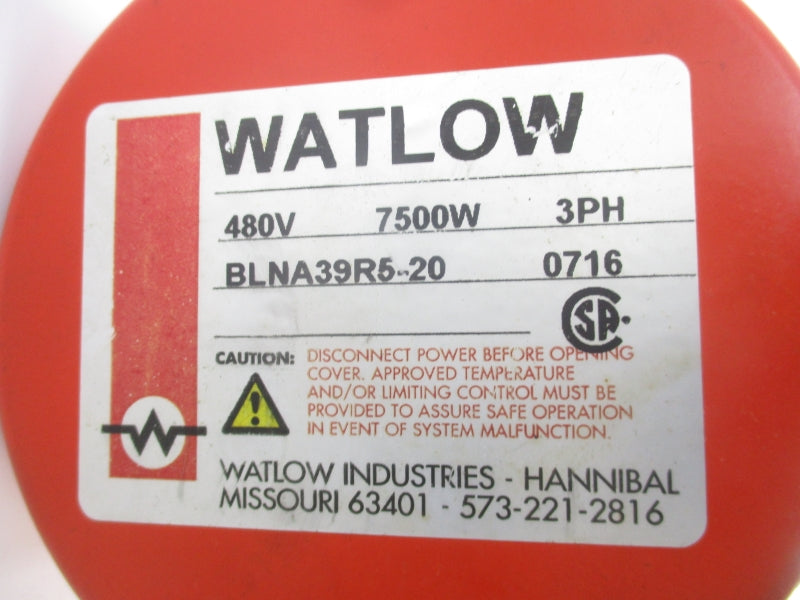 WATLOW
480V 7500W 3PH
BLNA39R5-20 0716
CSA
CAUTION: DISCONNECT POWER BEFORE OPENING
COVER. APPROVED TEMPERATURE
AND/OR LIMITING CONTROL MUST BE
PROVIDED TO ASSURE SAFE OPERATION
IN EVENT OF SYSTEM MALFUNCTION.
WATLOW INDUSTRIES - HANNIBAL
MISSOURI 63401 - 573-221-2816